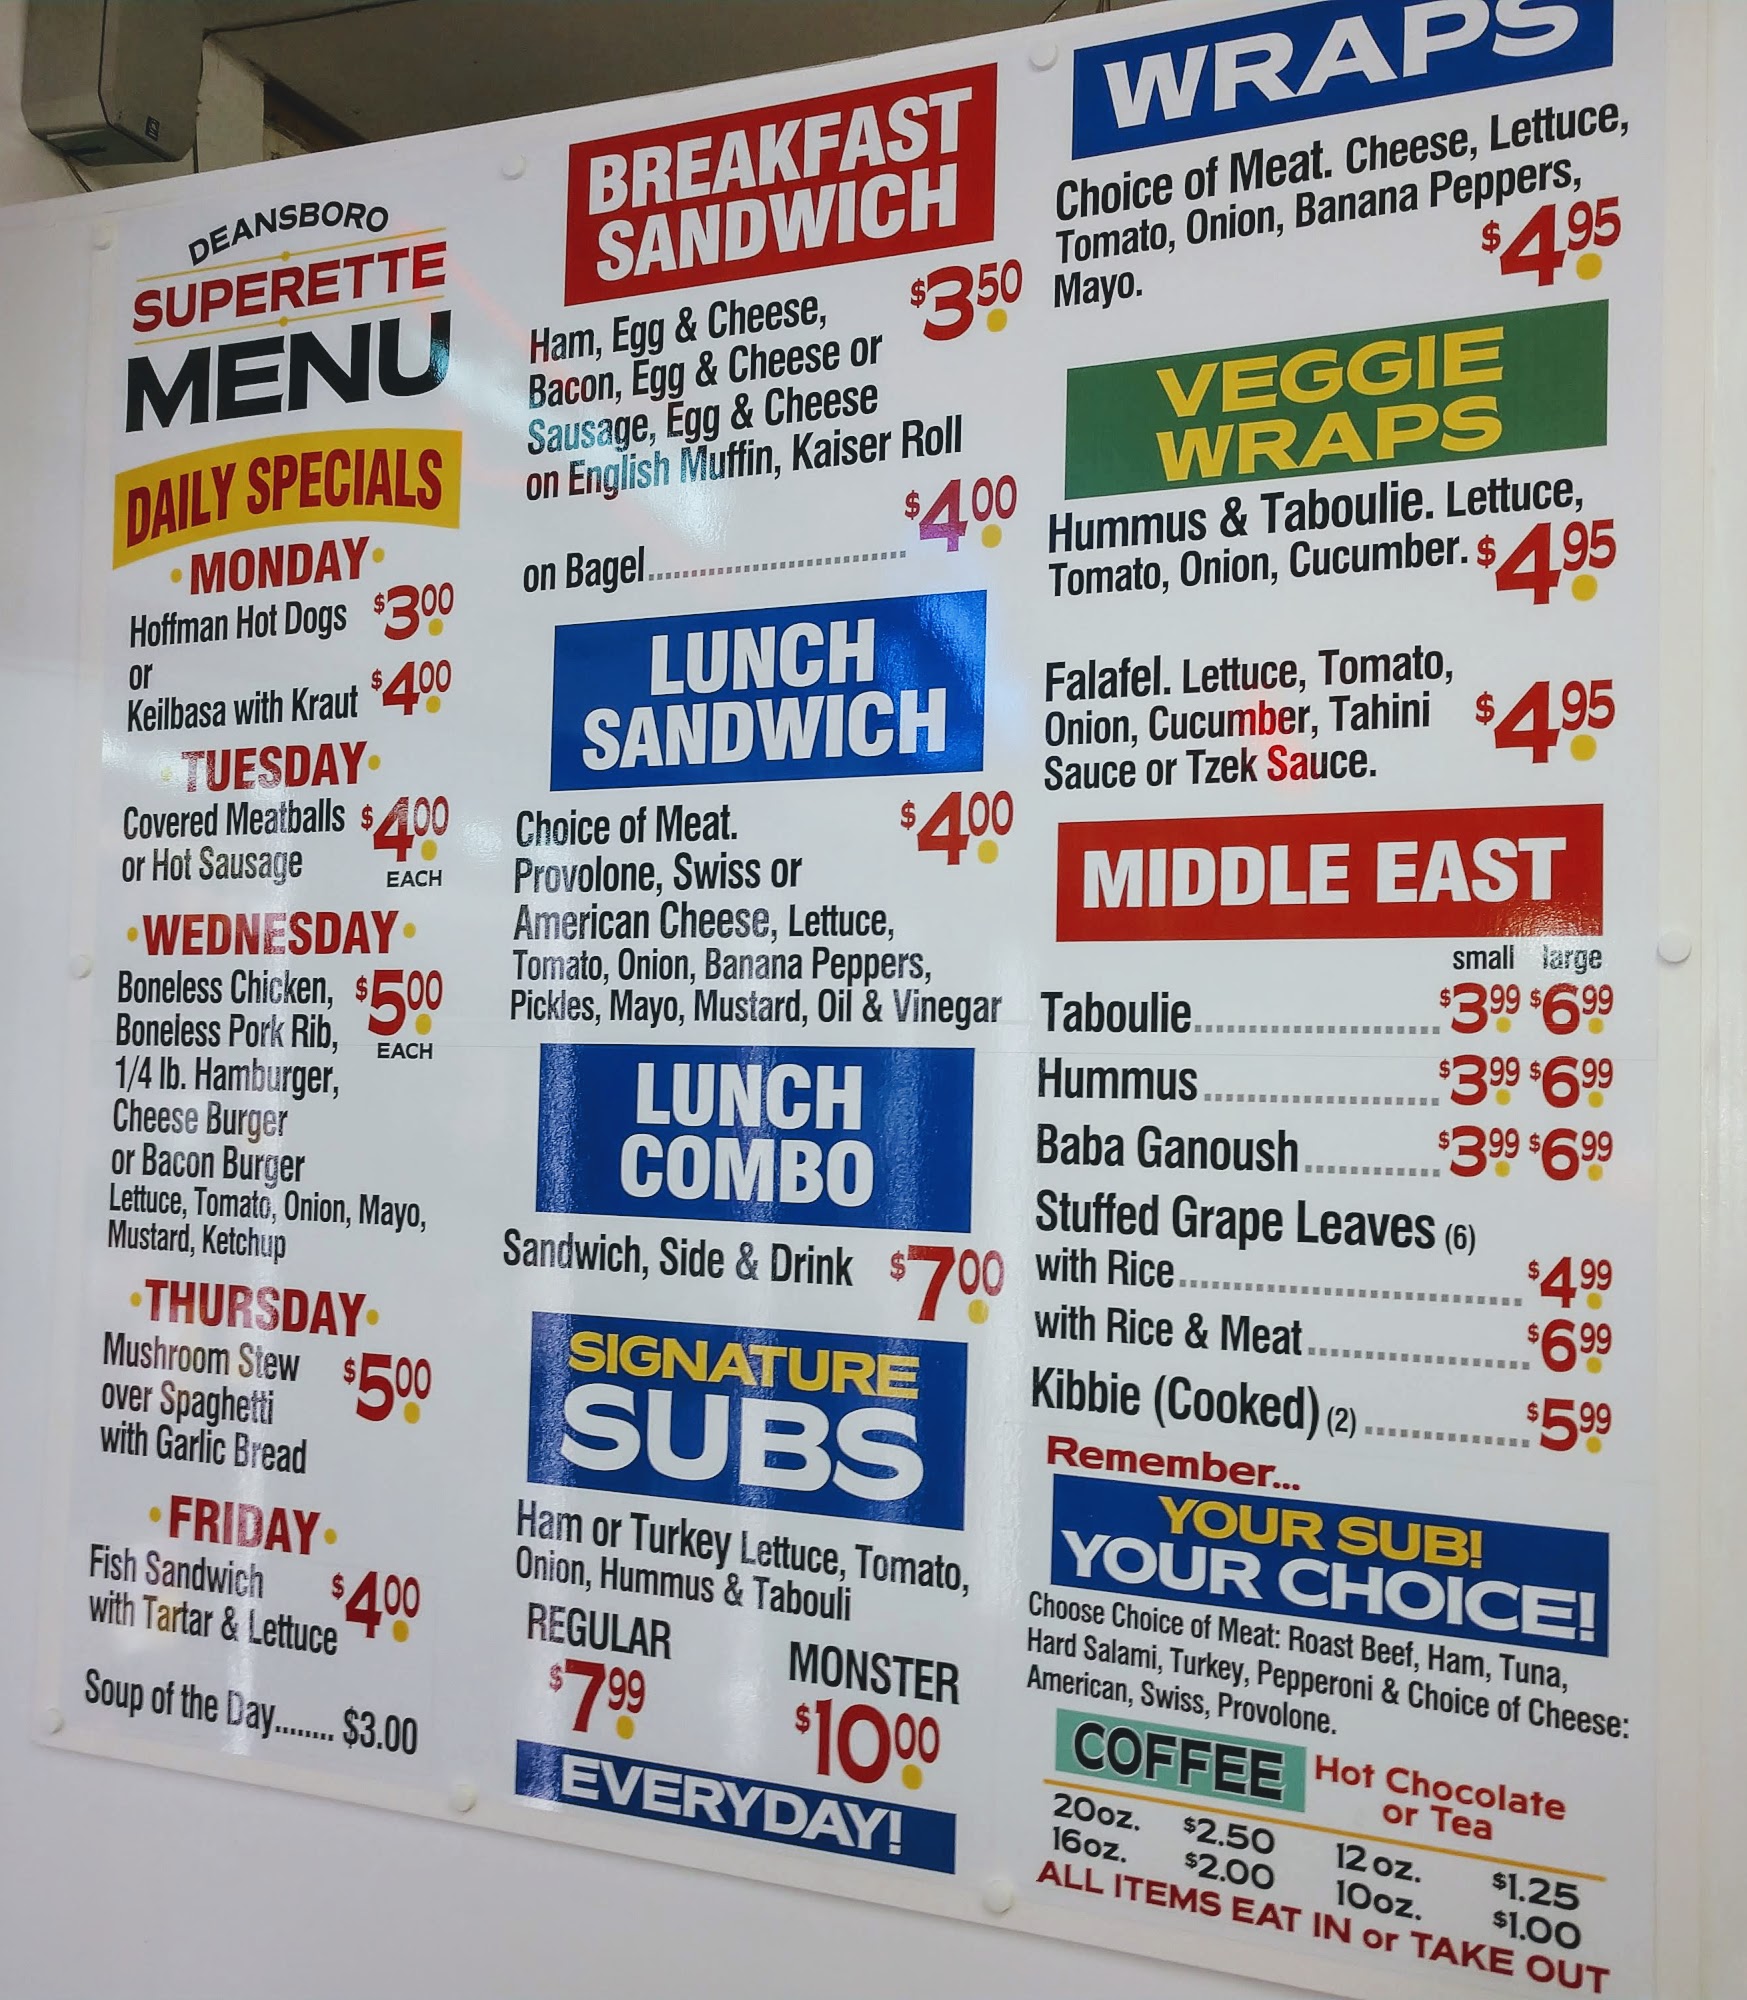 DEANSBORO
SUPERETTE
MENU
DAILY SPECIALS
• MONDAY •
Hoffman Hot Dogs $3.00
or
Keilbasa with Kraut $4.00
• TUESDAY •
Covered Meatballs $4.00
or Hot Sausage EACH
• WEDNESDAY •
Boneless Chicken, $5.00
Boneless Pork Rib, EACH
1/4 lb. Hamburger,
Cheese Burger
or Bacon Burger
Lettuce, Tomato, Onion, Mayo,
Mustard, Ketchup
• THURSDAY •
Mushroom Stew $5.00
over Spaghetti
with Garlic Bread
• FRIDAY •
Fish Sandwich $4.00
with Tartar & Lettuce
Soup of the Day........ $3.00
BREAKFAST
SANDWICH
Ham, Egg & Cheese, $3.50
Bacon, Egg & Cheese or
Sausage, Egg & Cheese
on English Muffin, Kaiser Roll
on Bagel.......................... $4.00
LUNCH
SANDWICH
Choice of Meat. $4.00
Provolone, Swiss or
American Cheese, Lettuce,
Tomato, Onion, Banana Peppers,
Pickles, Mayo, Mustard, Oil & Vinegar
LUNCH
COMBO
Sandwich, Side & Drink $7.00
SIGNATURE
SUBS
Ham or Turkey Lettuce, Tomato,
Onion, Hummus & Tabouli
REGULAR MONSTER
$7.99 $10.00
EVERYDAY!
WRAPS
Choice of Meat. Cheese, Lettuce,
Tomato, Onion, Banana Peppers,
Mayo. $4.95
VEGGIE
WRAPS
Hummus & Taboulie. Lettuce,
Tomato, Onion, Cucumber. $4.95
Falafel. Lettuce, Tomato,
Onion, Cucumber, Tahini $4.95
Sauce or Tzek Sauce.
MIDDLE EAST
small large
Taboulie........................ $3.99 $6.99
Hummus....................... $3.99 $6.99
Baba Ganoush............. $3.99 $6.99
Stuffed Grape Leaves (6)
with Rice.................................. $4.99
with Rice & Meat...................... $6.99
Kibbie (Cooked) (2) ................ $5.99
Remember...
YOUR SUB!
YOUR CHOICE!
Choose Choice of Meat: Roast Beef, Ham, Tuna,
Hard Salami, Turkey, Pepperoni & Choice of Cheese:
American, Swiss, Provolone.
COFFEE
20oz. $2.50
16oz. $2.00
Hot Chocolate
or Tea
12 oz. $1.25
10oz. $1.00
ALL ITEMS EAT IN or TAKE OUT